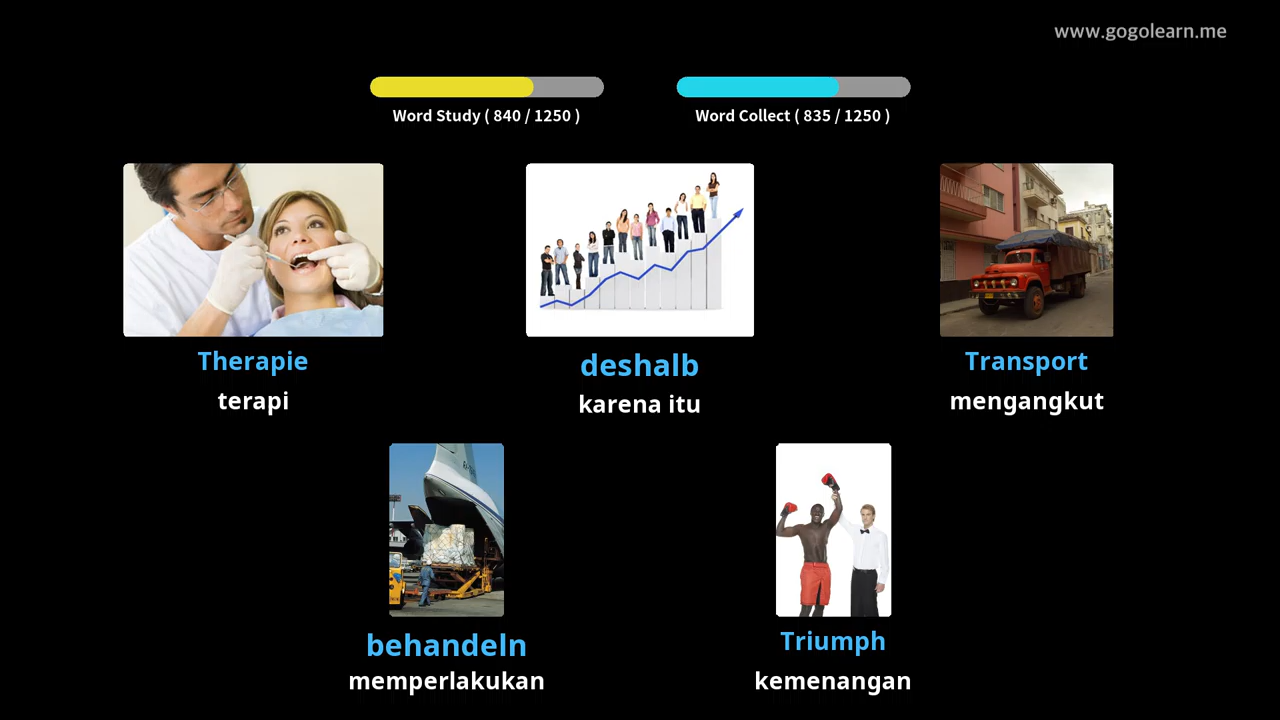 www.gogolearn.me
Word Study ( 840 / 1250 )
Word Collect ( 835 / 1250 )
Therapie
terapi
deshalb
karena itu
Transport
mengangkut
behandeln
memperlakukan
Triumph
kemenangan